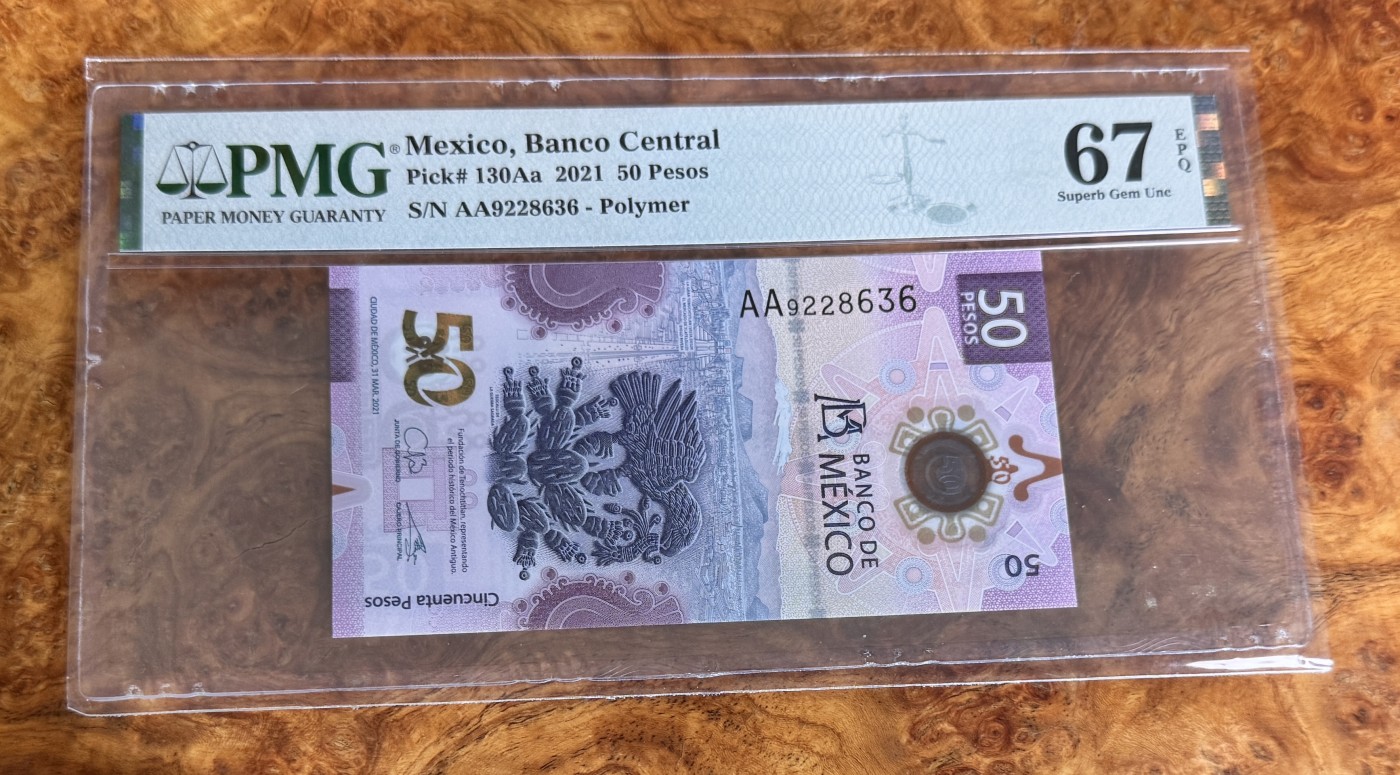 PMG®
PAPER MONEY GUARANTY
Mexico, Banco Central
Pick# 130Aa 2021 50 Pesos
S/N AA9228636 - Polymer
67
EPQ
Superb Gem Unc
AA9228636
50
PESOS
BANCO DE
MÉXICO
50
50
CIUDAD DE MÉXICO, 31 MAR. 2021
JUNTA DE GOBIERNO
CAJERO PRINCIPAL
Fundación de Tenochtitlan, representando
el periodo histórico del México Antiguo.
Cincuenta Pesos